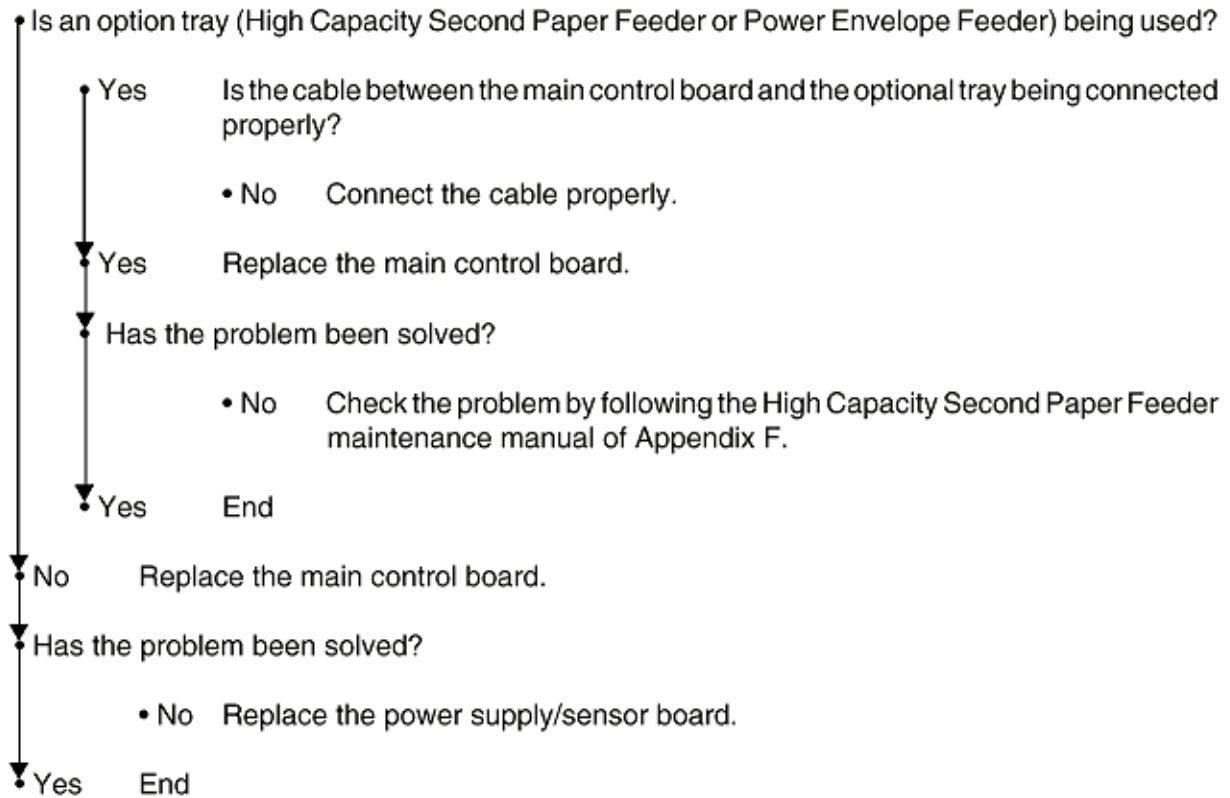 • Is an option tray (High Capacity Second Paper Feeder or Power Envelope Feeder) being used?
• Yes Is the cable between the main control board and the optional tray being connected
properly?
• No Connect the cable properly.
• Yes Replace the main control board.
• Has the problem been solved?
• No Check the problem by following the High Capacity Second Paper Feeder
maintenance manual of Appendix F.
• Yes End
• No Replace the main control board.
• Has the problem been solved?
• No Replace the power supply/sensor board.
• Yes End